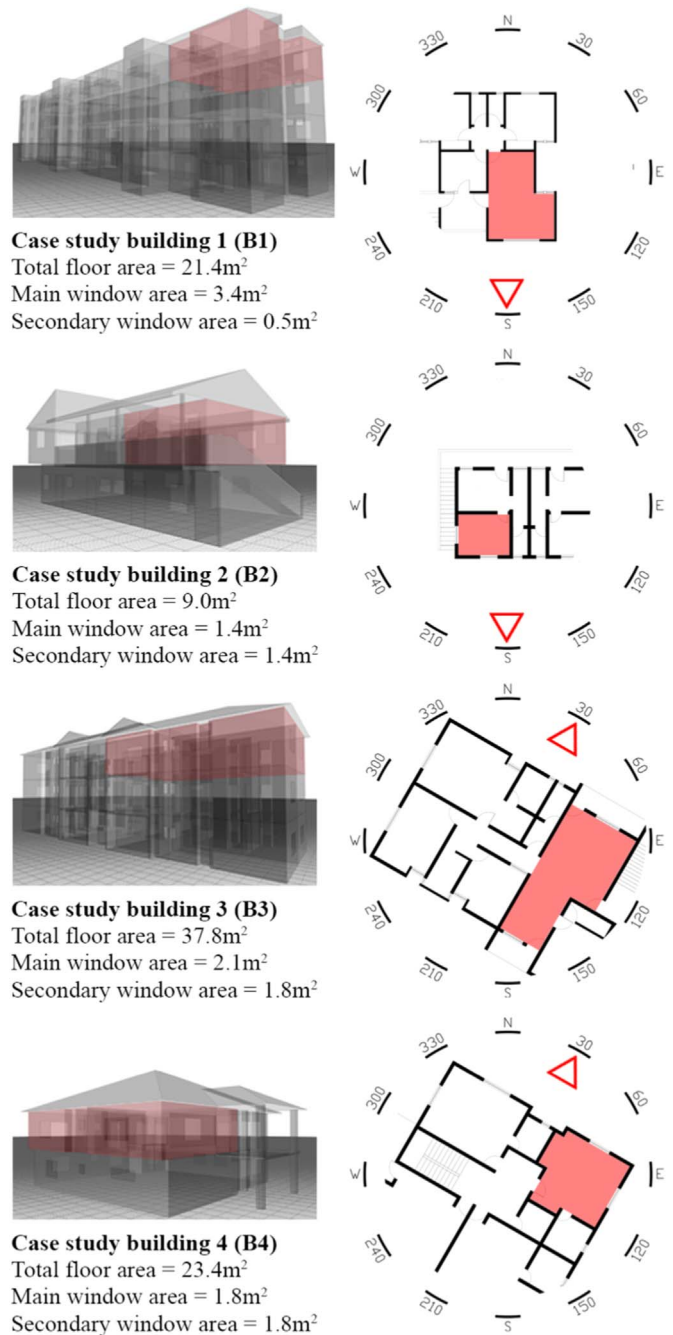 N
330
30
300
60
W
E
240
120
210
150
S
Case study building 1 (B1)
Total floor area = 21.4m²
Main window area = 3.4m²
Secondary window area = 0.5m²
N
330
30
300
60
W
E
240
120
210
150
S
Case study building 2 (B2)
Total floor area = 9.0m²
Main window area = 1.4m²
Secondary window area = 1.4m²
N
330
30
300
60
W
E
240
120
210
150
S
Case study building 3 (B3)
Total floor area = 37.8m²
Main window area = 2.1m²
Secondary window area = 1.8m²
N
330
30
300
60
W
E
240
120
210
150
S
Case study building 4 (B4)
Total floor area = 23.4m²
Main window area = 1.8m²
Secondary window area = 1.8m²